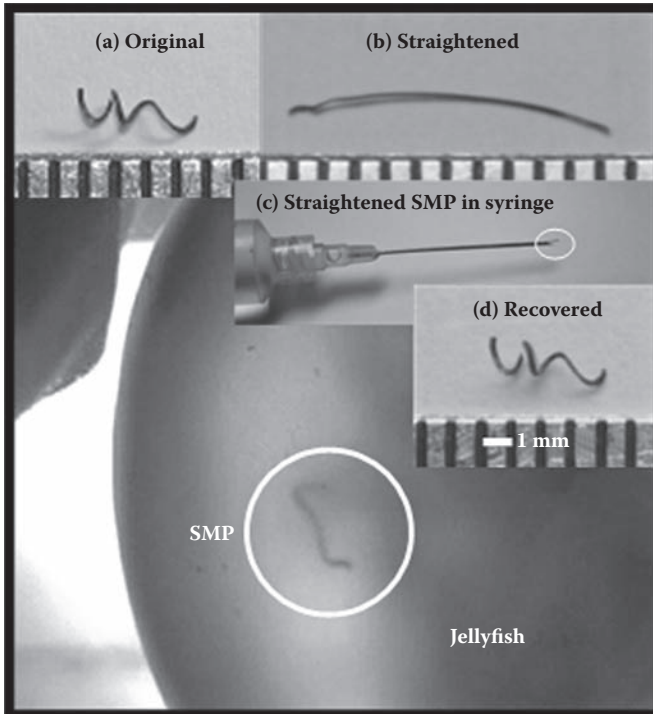 (a) Original
(b) Straightened
(c) Straightened SMP in syringe
(d) Recovered
1 mm
SMP
Jellyfish